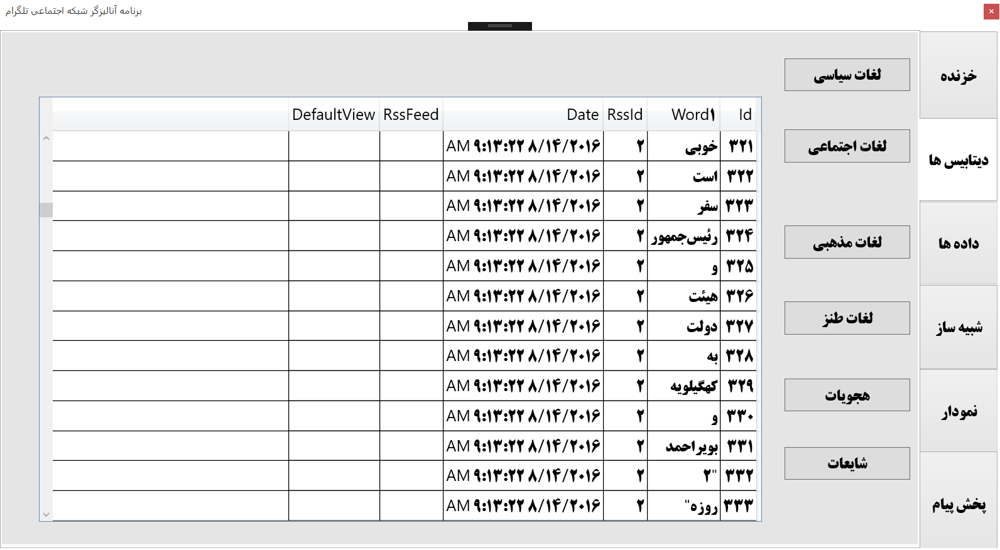 برنامه آنالیزگر شبکه اجتماعی تلگرام
خزنده
دیتابیس ها
داده ها
شبیه ساز
نمودار
پخش پیام
لغات سیاسی
لغات اجتماعی
لغات مذهبی
لغات طنز
هجویات
شایعات
Id Word۱ RssId Date RssFeed DefaultView
۳۲۱ خوبی ۲ ۸/۱۴/۲۰۱۶ ۹:۱۳:۲۲ AM
۳۲۲ است ۲ ۸/۱۴/۲۰۱۶ ۹:۱۳:۲۲ AM
۳۲۳ سفر ۲ ۸/۱۴/۲۰۱۶ ۹:۱۳:۲۲ AM
۳۲۴ رئیس‌جمهور ۲ ۸/۱۴/۲۰۱۶ ۹:۱۳:۲۲ AM
۳۲۵ و ۲ ۸/۱۴/۲۰۱۶ ۹:۱۳:۲۲ AM
۳۲۶ هیئت ۲ ۸/۱۴/۲۰۱۶ ۹:۱۳:۲۲ AM
۳۲۷ دولت ۲ ۸/۱۴/۲۰۱۶ ۹:۱۳:۲۲ AM
۳۲۸ به ۲ ۸/۱۴/۲۰۱۶ ۹:۱۳:۲۲ AM
۳۲۹ کهگیلویه ۲ ۸/۱۴/۲۰۱۶ ۹:۱۳:۲۲ AM
۳۳۰ و ۲ ۸/۱۴/۲۰۱۶ ۹:۱۳:۲۲ AM
۳۳۱ بویراحمد ۲ ۸/۱۴/۲۰۱۶ ۹:۱۳:۲۲ AM
۳۳۲ "۲ ۲ ۸/۱۴/۲۰۱۶ ۹:۱۳:۲۲ AM
۳۳۳ روزه" ۲ ۸/۱۴/۲۰۱۶ ۹:۱۳:۲۲ AM